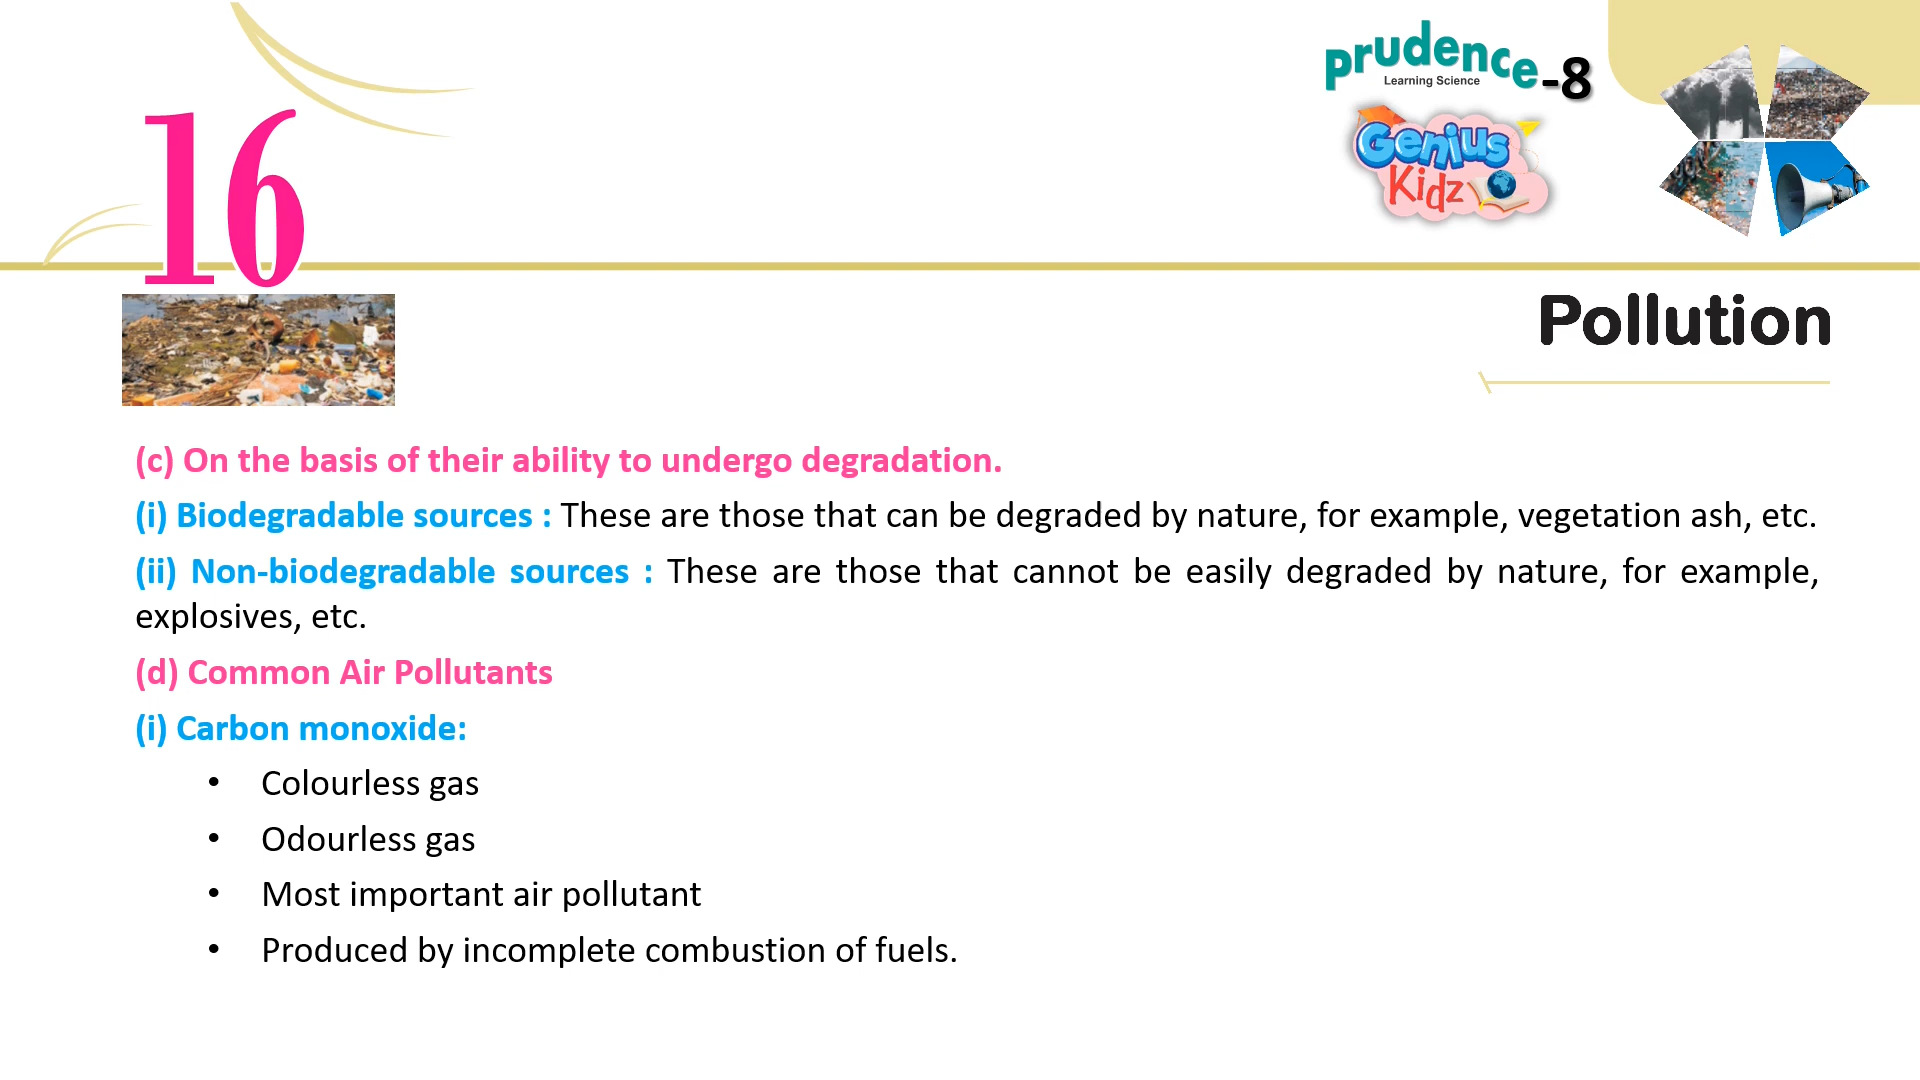 prudence-8
Learning Science
Genius
Kidz
16
Pollution
(c) On the basis of their ability to undergo degradation.
(i) Biodegradable sources : These are those that can be degraded by nature, for example, vegetation ash, etc.
(ii) Non-biodegradable sources : These are those that cannot be easily degraded by nature, for example,
explosives, etc.
(d) Common Air Pollutants
(i) Carbon monoxide:
• Colourless gas
• Odourless gas
• Most important air pollutant
• Produced by incomplete combustion of fuels.